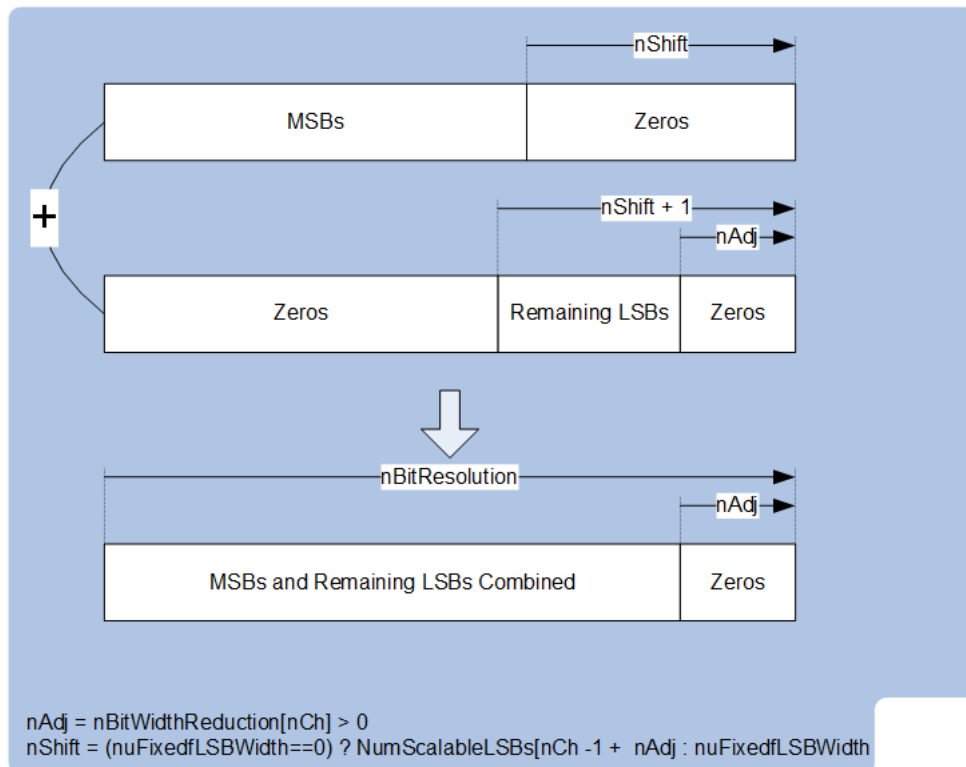 nShift
MSBs
Zeros
+
nShift + 1
nAdj
Zeros
Remaining LSBs
Zeros
nBitResolution
nAdj
MSBs and Remaining LSBs Combined
Zeros
nAdj = nBitWidthReduction[nCh] > 0
nShift = (nuFixedfLSBWidth==0) ? NumScalableLSBs[nCh -1 + nAdj : nuFixedfLSBWidth